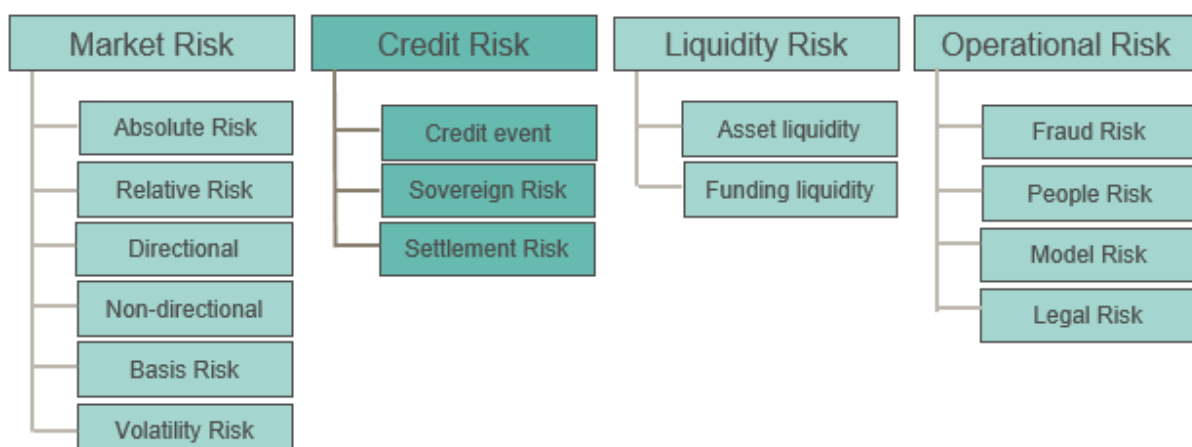 Market Risk
Absolute Risk
Relative Risk
Directional
Non-directional
Basis Risk
Volatility Risk
Credit Risk
Credit event
Sovereign Risk
Settlement Risk
Liquidity Risk
Asset liquidity
Funding liquidity
Operational Risk
Fraud Risk
People Risk
Model Risk
Legal Risk